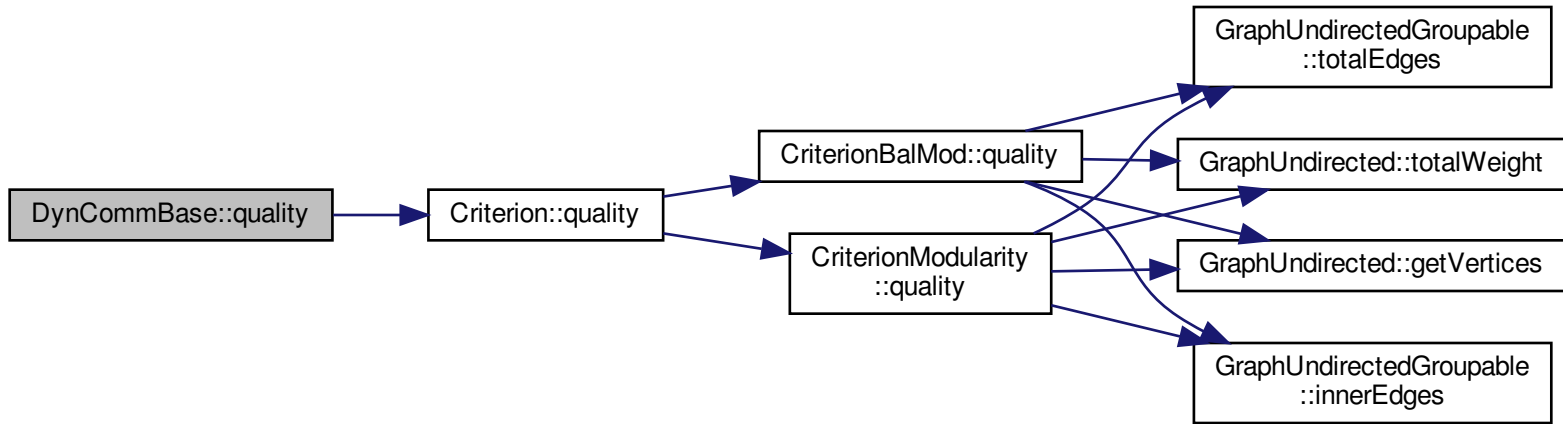 DynCommBase::quality
Criterion::quality
CriterionBalMod::quality
CriterionModularity
::quality
GraphUndirectedGroupable
::totalEdges
GraphUndirected::totalWeight
GraphUndirected::getVertices
GraphUndirectedGroupable
::innerEdges